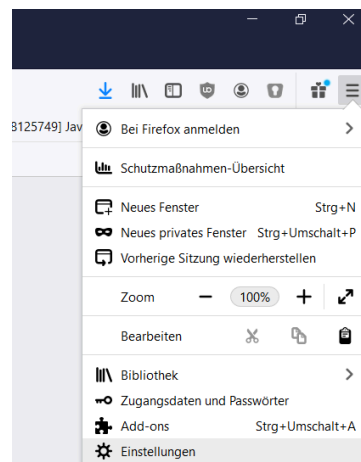 8125749] Jav
Bei Firefox anmelden
Schutzmaßnahmen-Übersicht
Neues Fenster Strg+N
Neues privates Fenster Strg+Umschalt+P
Vorherige Sitzung wiederherstellen
Zoom 100%
Bearbeiten
Bibliothek
Zugangsdaten und Passwörter
Add-ons Strg+Umschalt+A
Einstellungen